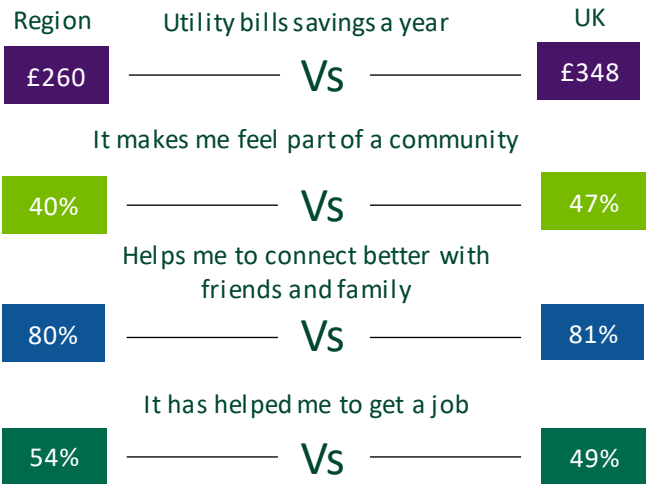 Region Utility bills savings a year UK
£260 Vs £348
It makes me feel part of a community
40% Vs 47%
Helps me to connect better with
friends and family
80% Vs 81%
It has helped me to get a job
54% Vs 49%